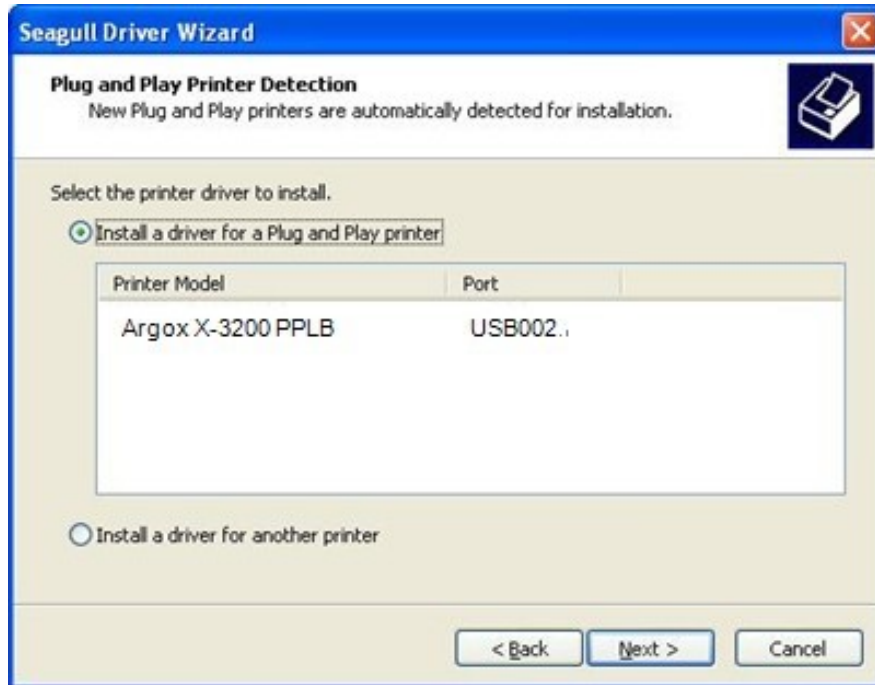 Seagull Driver Wizard
Plug and Play Printer Detection
New Plug and Play printers are automatically detected for installation.
Select the printer driver to install.
Install a driver for a Plug and Play printer
Printer Model Port
Argox X-3200 PPLB USB002.
Install a driver for another printer
< Back Next > Cancel